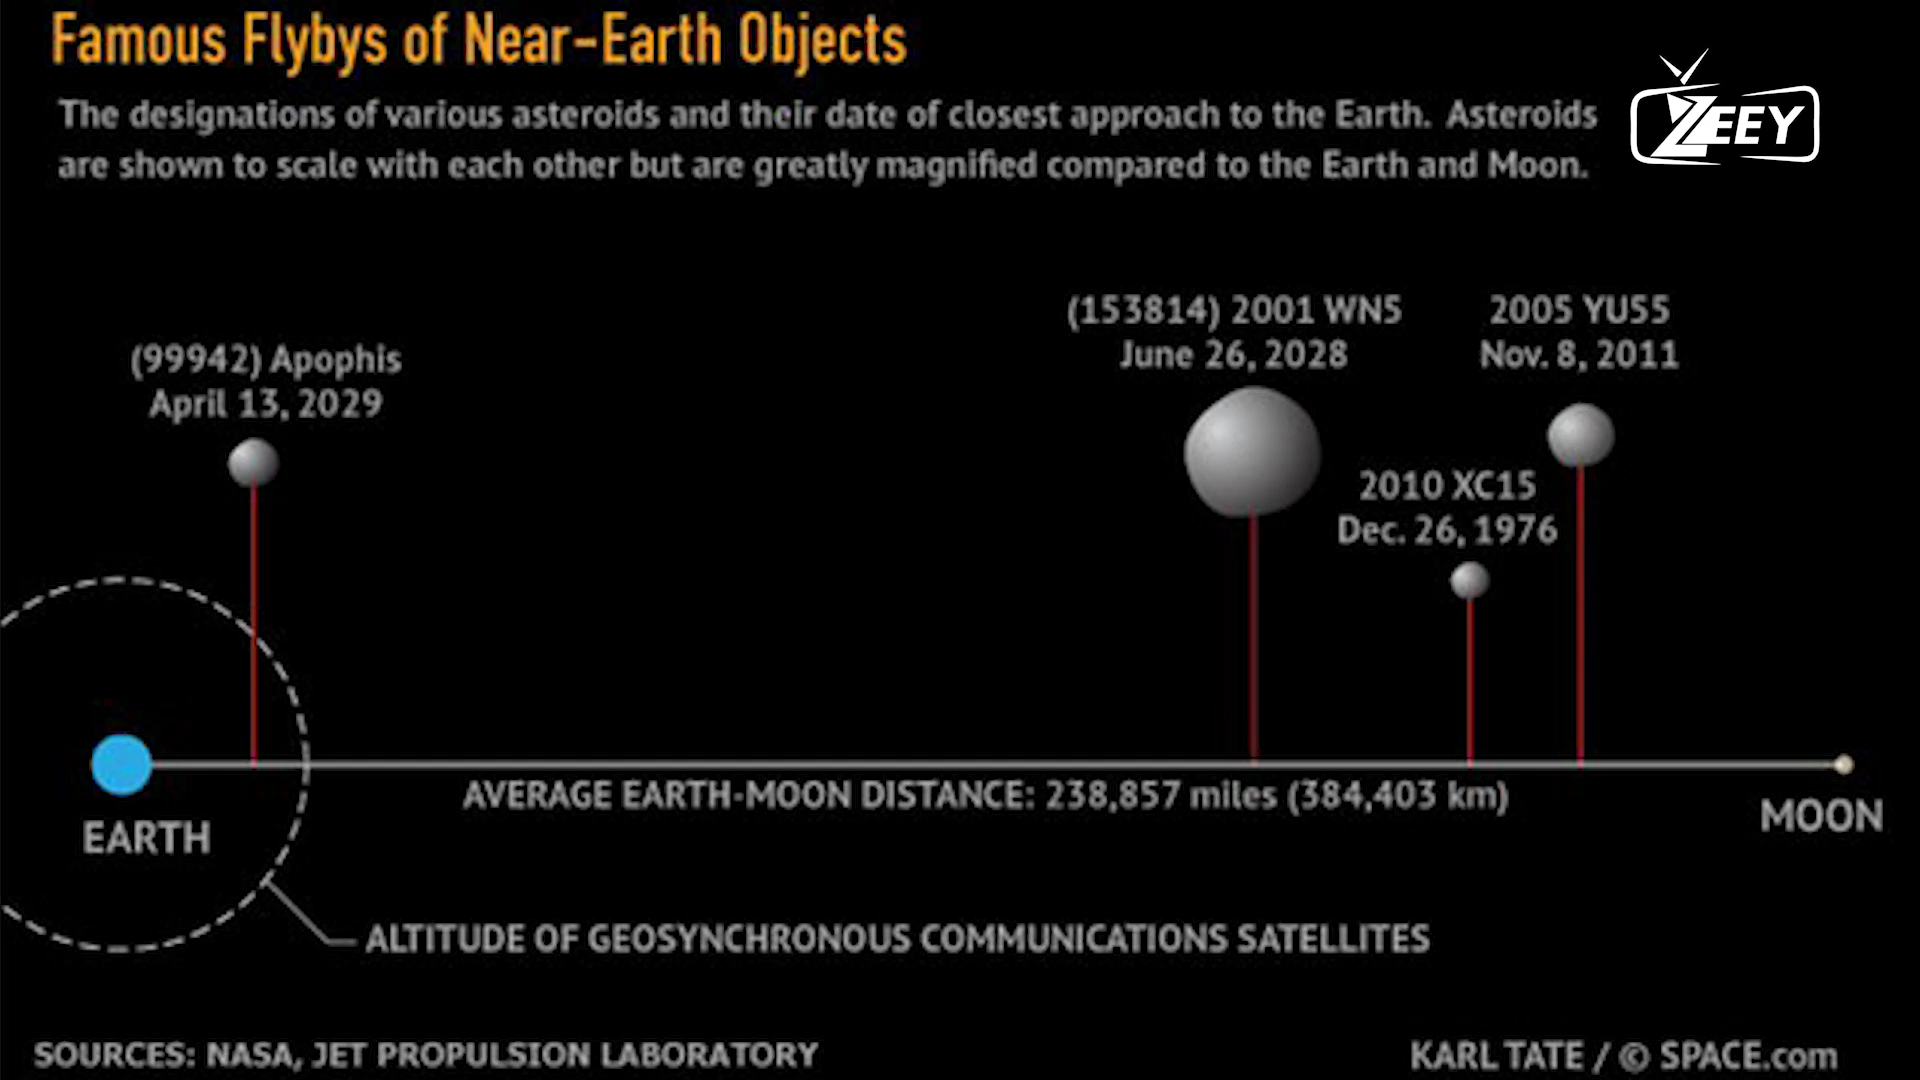 Famous Flybys of Near-Earth Objects
The designations of various asteroids and their date of closest approach to the Earth. Asteroids
are shown to scale with each other but are greatly magnified compared to the Earth and Moon.
ZEEY
(153814) 2001 WN5
June 26, 2028
2005 YU55
Nov. 8, 2011
(99942) Apophis
April 13, 2029
2010 XC15
Dec. 26, 1976
AVERAGE EARTH-MOON DISTANCE: 238,857 miles (384,403 km)
EARTH
MOON
ALTITUDE OF GEOSYNCHRONOUS COMMUNICATIONS SATELLITES
SOURCES: NASA, JET PROPULSION LABORATORY
KARL TATE / © SPACE.com